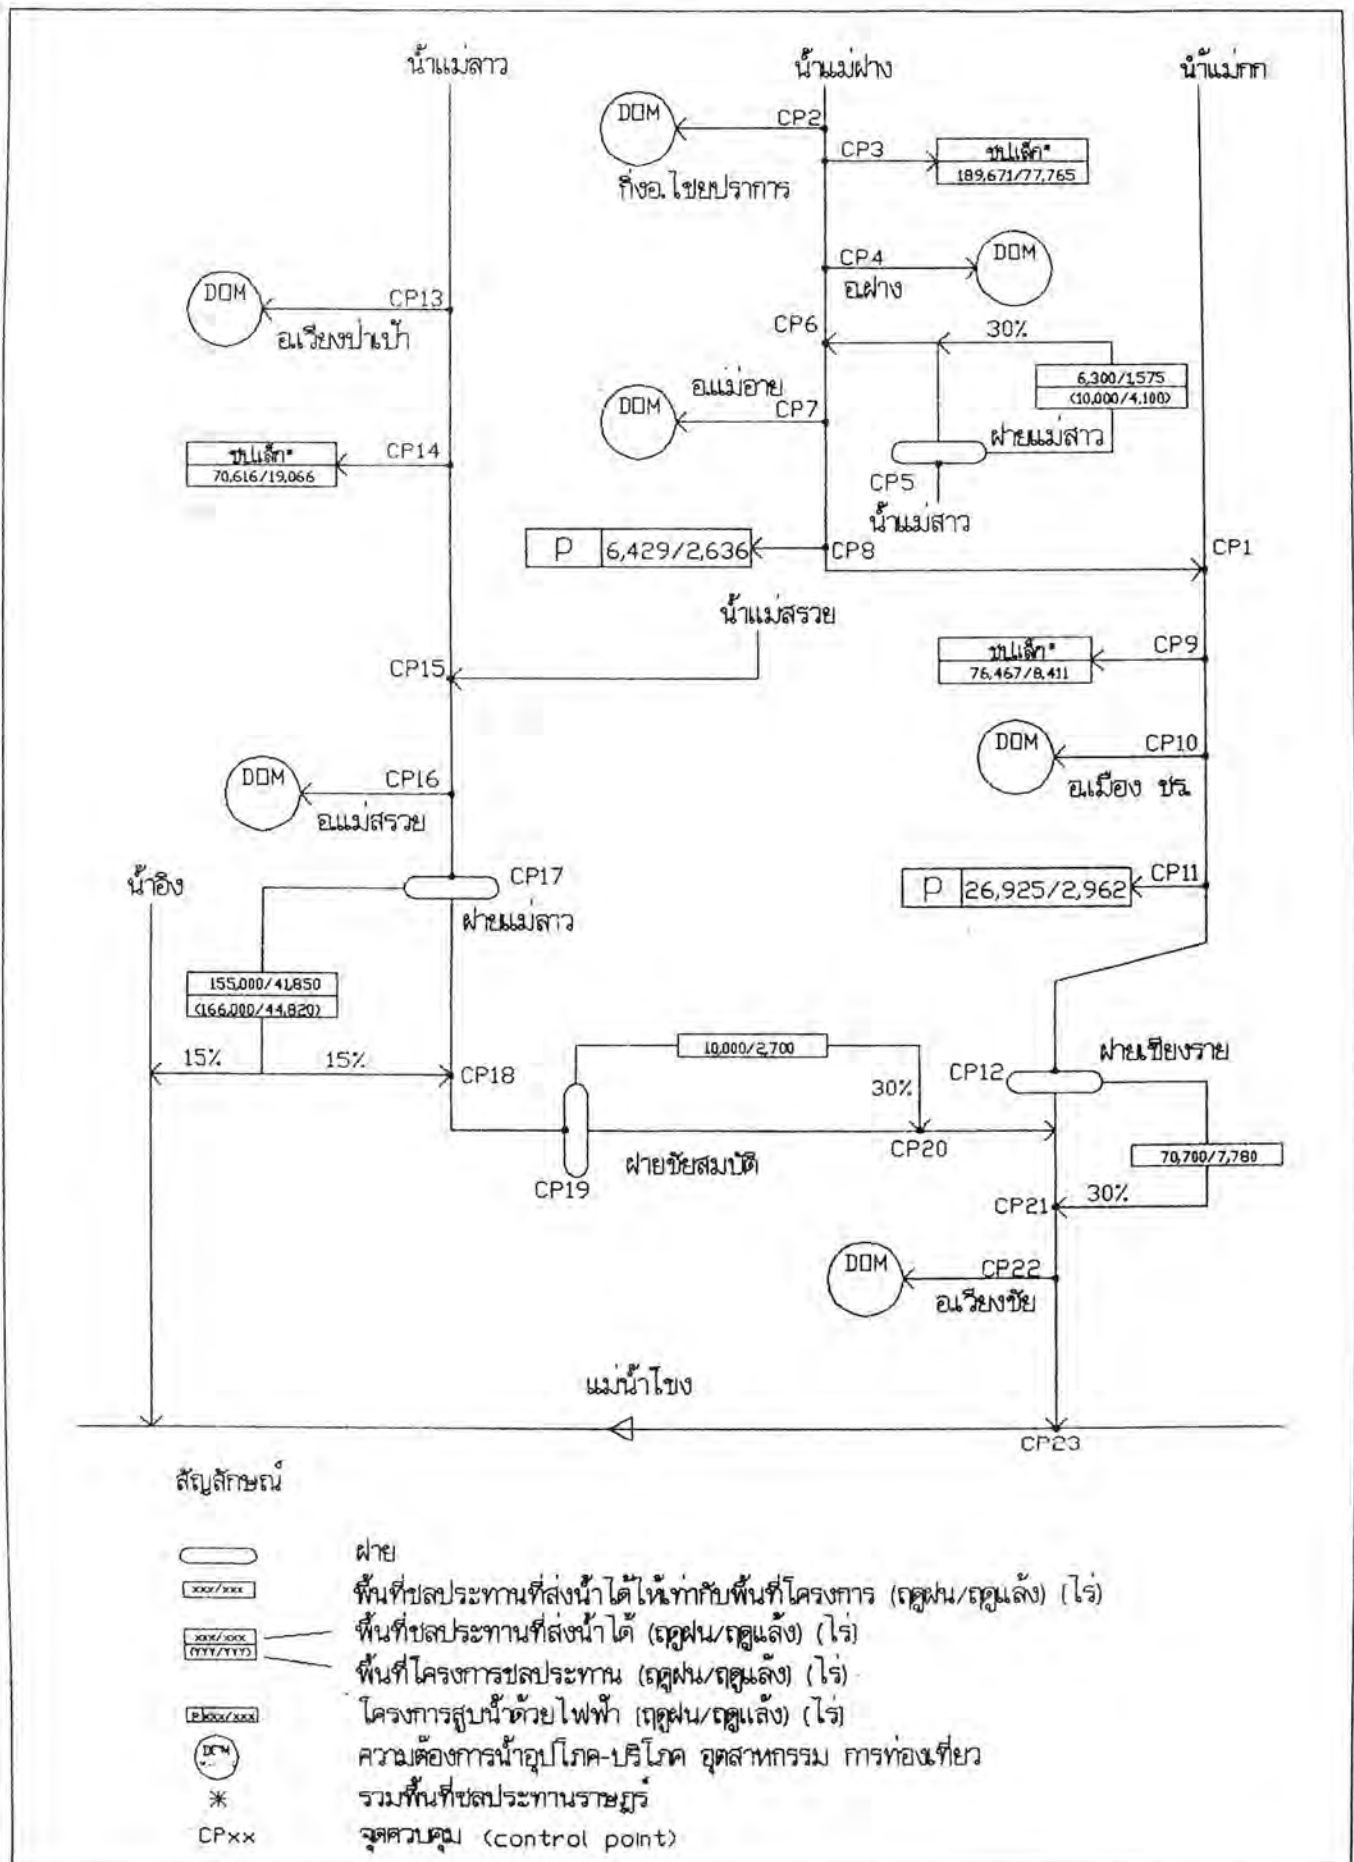 น้ำแม่ลาว
น้ำแม่ฝาง
น้ำแม่กก
DOM
CP2
กิ่งอ.ไชยปราการ
CP3
ชป.เล็ก*
189,671/77,765
CP4
อ.ฝาง
DOM
DOM
CP13
อ.เวียงป่าเป้า
CP6
30%
6,300/1,575
(10,000/4,100)
อ.แม่อาย
DOM
CP7
ฝายแม่สาว
CP5
น้ำแม่สาว
ชป.เล็ก*
70,616/19,066
CP14
P 6,429/2,636
CP8
CP1
น้ำแม่สรวย
CP15
ชป.เล็ก*
76,467/8,411
CP9
DOM
CP10
อ.เมือง ชร.
DOM
CP16
อ.แม่สรวย
น้ำอิง
CP17
ฝายแม่ลาว
P 26,925/2,962
CP11
155,000/41,850
(166,000/44,820)
15%
15%
CP18
10,000/2,700
30%
ฝายเชียงราย
CP12
CP19
ฝายชัยสมบัติ
CP20
70,700/7,780
CP21
30%
DOM
CP22
อ.เวียงชัย
แม่น้ำโขง
CP23
สัญลักษณ์
ฝาย
xxx/xxx พื้นที่ชลประทานที่ส่งน้ำได้ให้เท่ากับพื้นที่โครงการ (ฤดูฝน/ฤดูแล้ง) (ไร่)
xxx/xxx พื้นที่ชลประทานที่ส่งน้ำได้ (ฤดูฝน/ฤดูแล้ง) (ไร่)
(YYY/YYY) พื้นที่โครงการชลประทาน (ฤดูฝน/ฤดูแล้ง) (ไร่)
P xxx/xxx โครงการสูบน้ำด้วยไฟฟ้า (ฤดูฝน/ฤดูแล้ง) (ไร่)
DOM ความต้องการน้ำอุปโภค-บริโภค อุตสาหกรรม การท่องเที่ยว
* รวมพื้นที่ชลประทานราษฎร์
CPxx จุดควบคุม (control point)